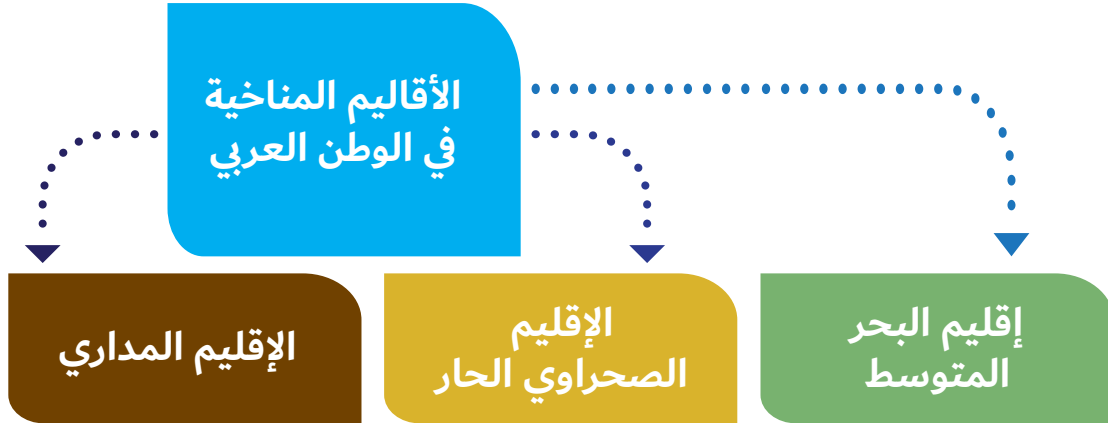 الأقاليم المناخية
في الوطن العربي
إقليم البحر
المتوسط
الإقليم
الصحراوي الحار
الإقليم المداري